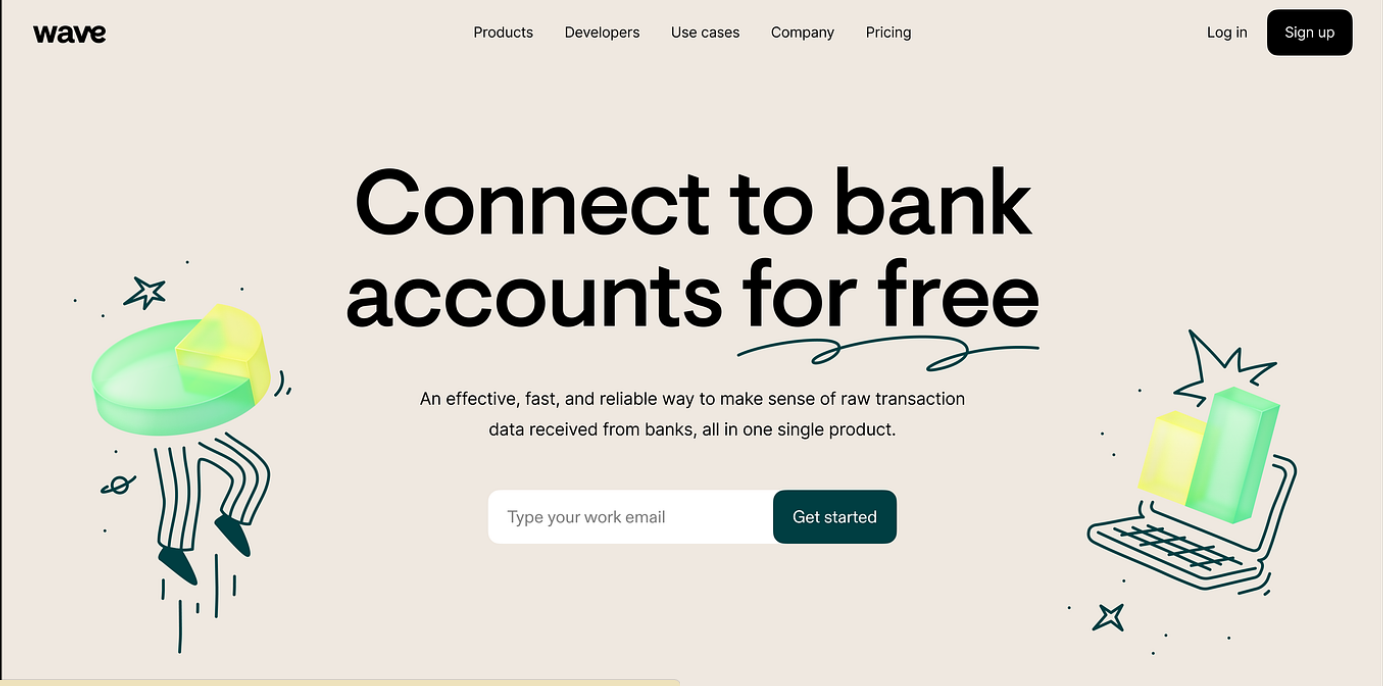 wave
Products Developers Use cases Company Pricing
Log in
Sign up
Connect to bank
accounts for free
An effective, fast, and reliable way to make sense of raw transaction
data received from banks, all in one single product.
Type your work email
Get started